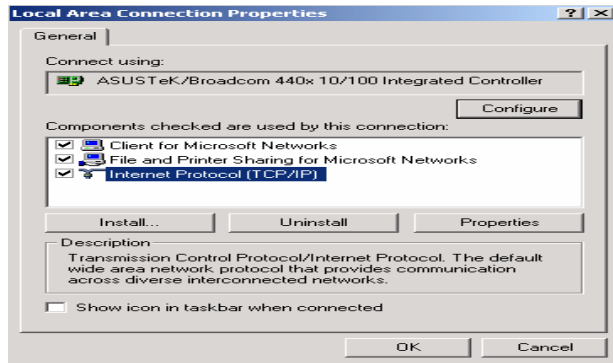 Local Area Connection Properties
General
Connect using:
ASUSTeK/Broadcom 440x 10/100 Integrated Controller
Configure
Components checked are used by this connection:
Client for Microsoft Networks
File and Printer Sharing for Microsoft Networks
Internet Protocol (TCP/IP)
Install... Uninstall Properties
Description
Transmission Control Protocol/Internet Protocol. The default
wide area network protocol that provides communication
across diverse interconnected networks.
Show icon in taskbar when connected
OK Cancel